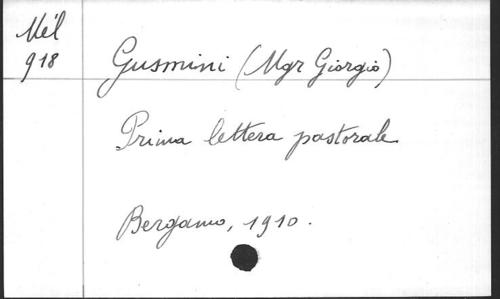 Mél
918
Gusmini (Mgr Giorgio)
Prima lettera pastorale
Bergamo, 1910.